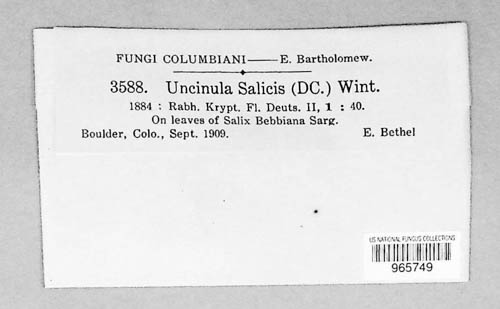 FUNGI COLUMBIANI—E. Bartholomew.
3588. Uncinula Salicis (DC.) Wint.
1884 : Rabh. Krypt. Fl. Deuts. II, 1 : 40.
On leaves of Salix Bebbiana Sarg.
Boulder, Colo., Sept. 1909. E. Bethel
US NATIONAL FUNGUS COLLECTIONS
965749